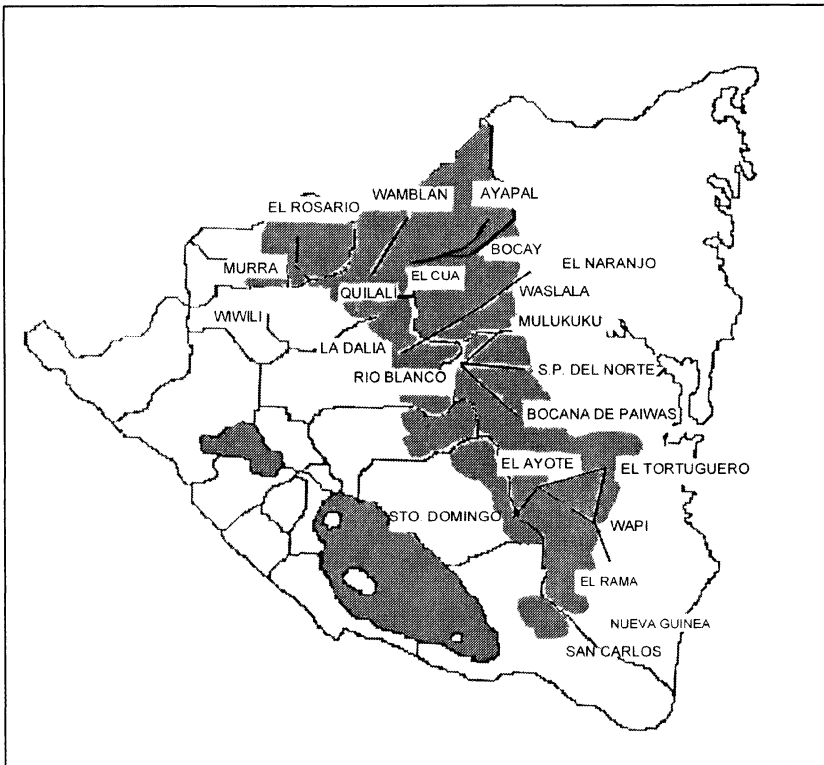 WAMBLAN
AYAPAL
EL ROSARIO
BOCAY
EL NARANJO
MURRA
EL CUA
QUILALI
WASLALA
WIWILI
MULUKUKU
LA DALIA
RIO BLANCO
S.P. DEL NORTE
BOCANA DE PAIWAS
EL AYOTE
EL TORTUGUERO
STO. DOMINGO
WAPI
EL RAMA
NUEVA GUINEA
SAN CARLOS